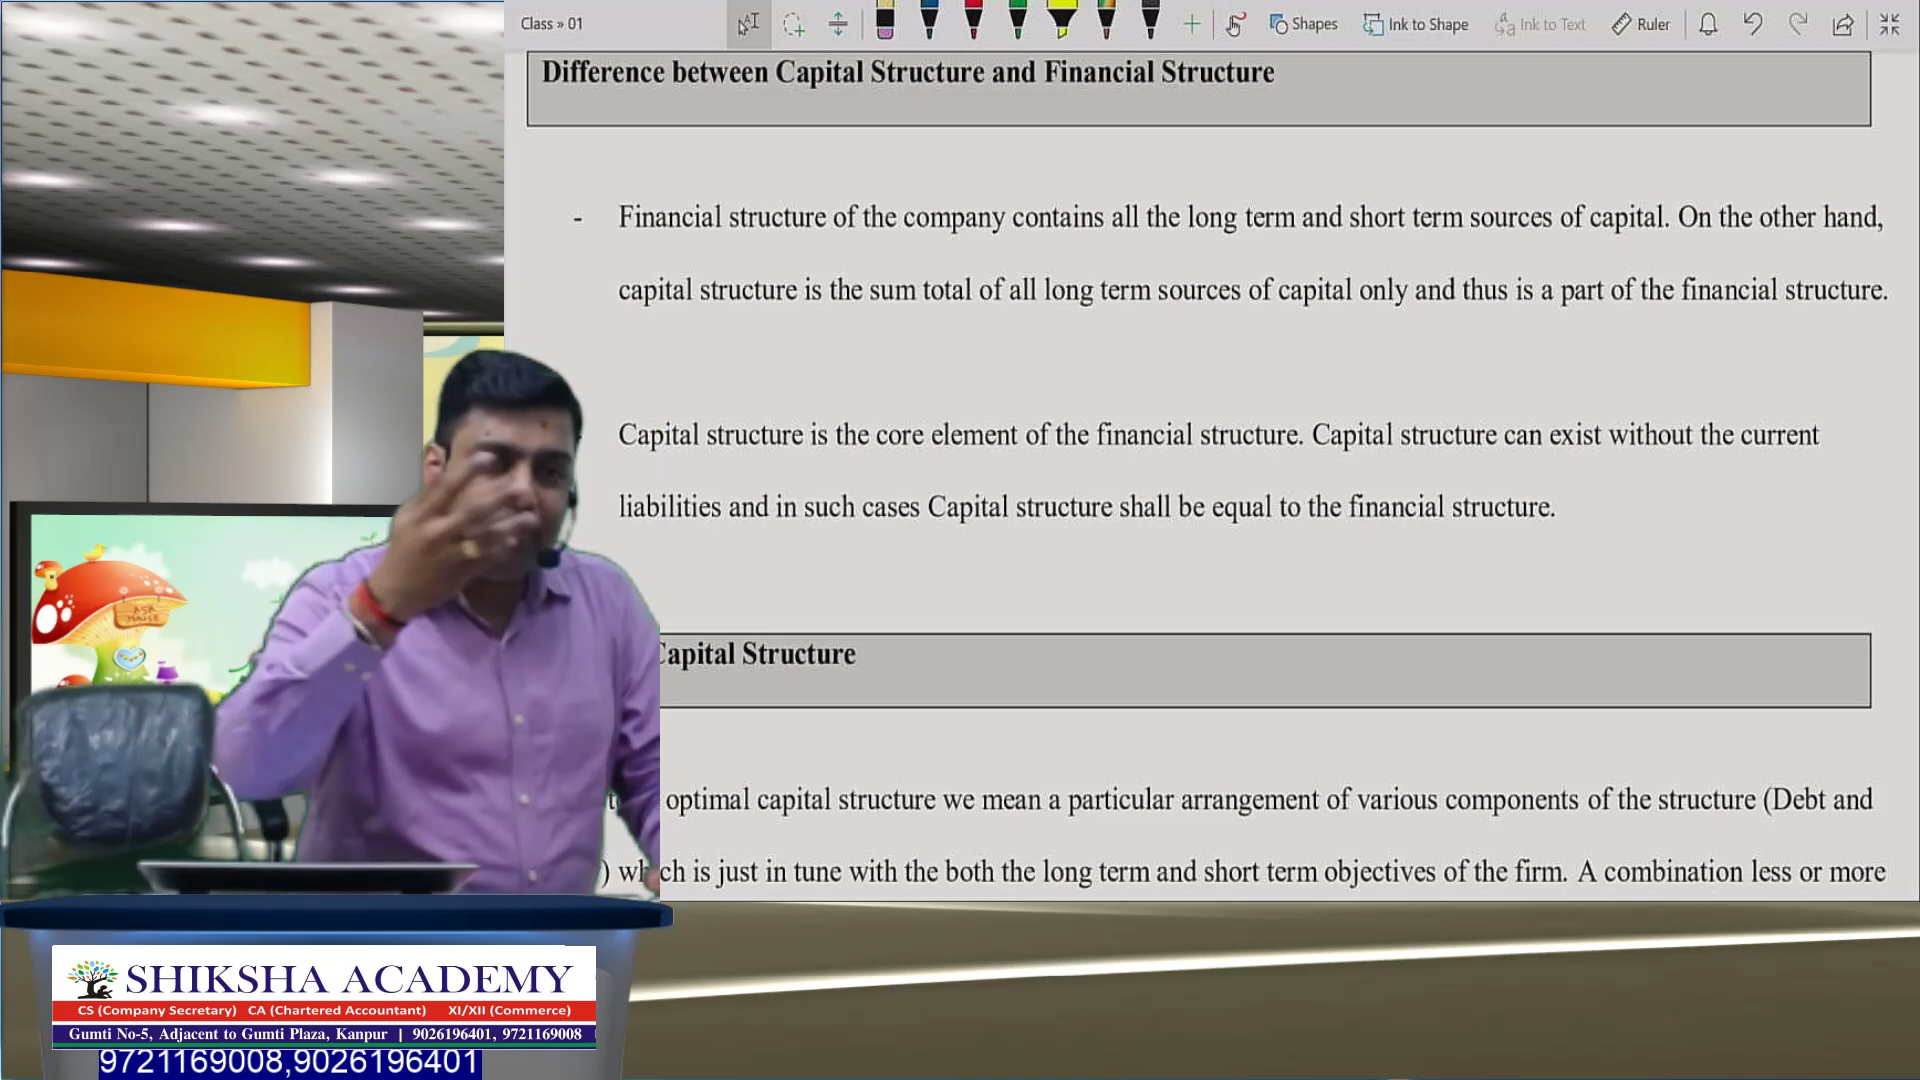 Class » 01
Shapes
Ink to Shape
Ink to Text
Ruler
Difference between Capital Structure and Financial Structure
- Financial structure of the company contains all the long term and short term sources of capital. On the other hand,
capital structure is the sum total of all long term sources of capital only and thus is a part of the financial structure.
Capital structure is the core element of the financial structure. Capital structure can exist without the current
liabilities and in such cases Capital structure shall be equal to the financial structure.
Capital Structure
optimal capital structure we mean a particular arrangement of various components of the structure (Debt and
) which is just in tune with the both the long term and short term objectives of the firm. A combination less or more
ASA
House
SHIKSHA ACADEMY
CS (Company Secretary) CA (Chartered Accountant) XI/XII (Commerce)
Gumti No-5, Adjacent to Gumti Plaza, Kanpur | 9026196401, 9721169008
9721169008,9026196401